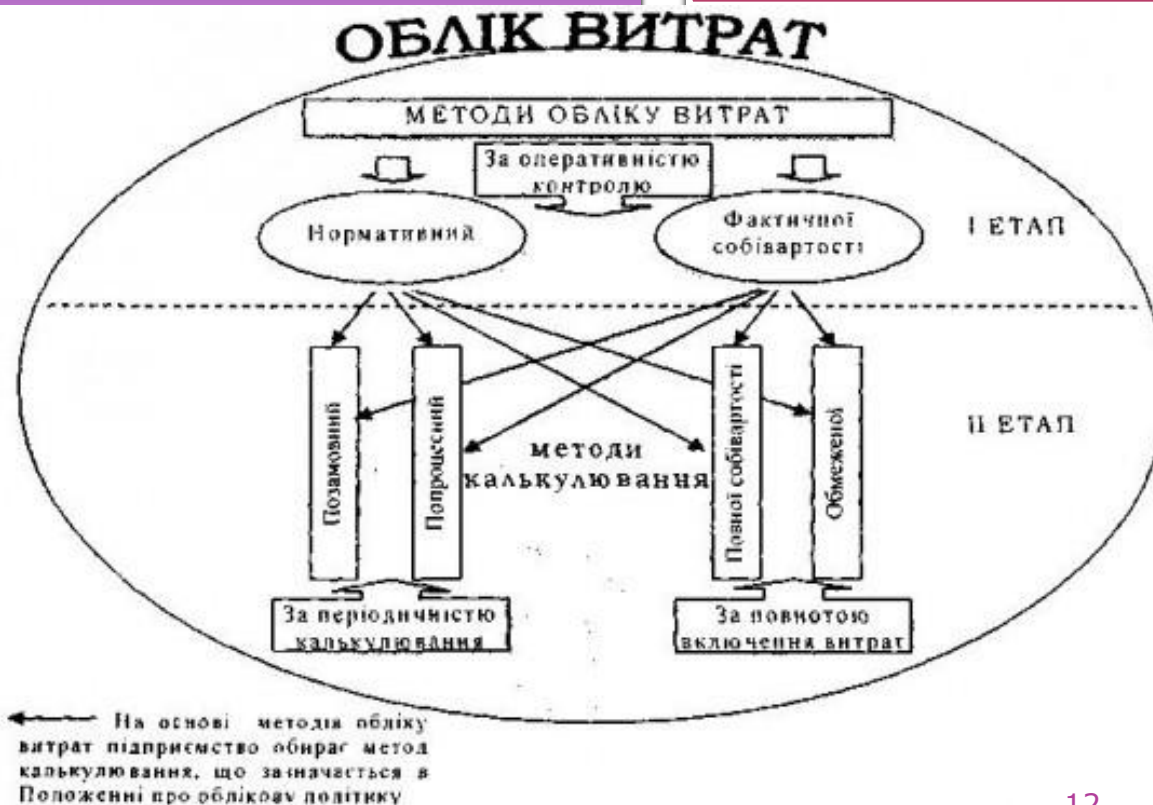 ОБЛІК ВИТРАТ
МЕТОДИ ОБЛІКУ ВИТРАТ
За оперативністю
контролю
Нормативний
Фактичної
собівартості
І ЕТАП
Позамовний
Попроцесний
методи
калькулювання
Повної собівартості
Обмеженої
ІІ ЕТАП
За періодичністю
калькулювання
За повнотою
включення витрат
На основі методів обліку
витрат підприємство обирає метод
калькулювання, що зазначається в
Положенні про облікову політику
12